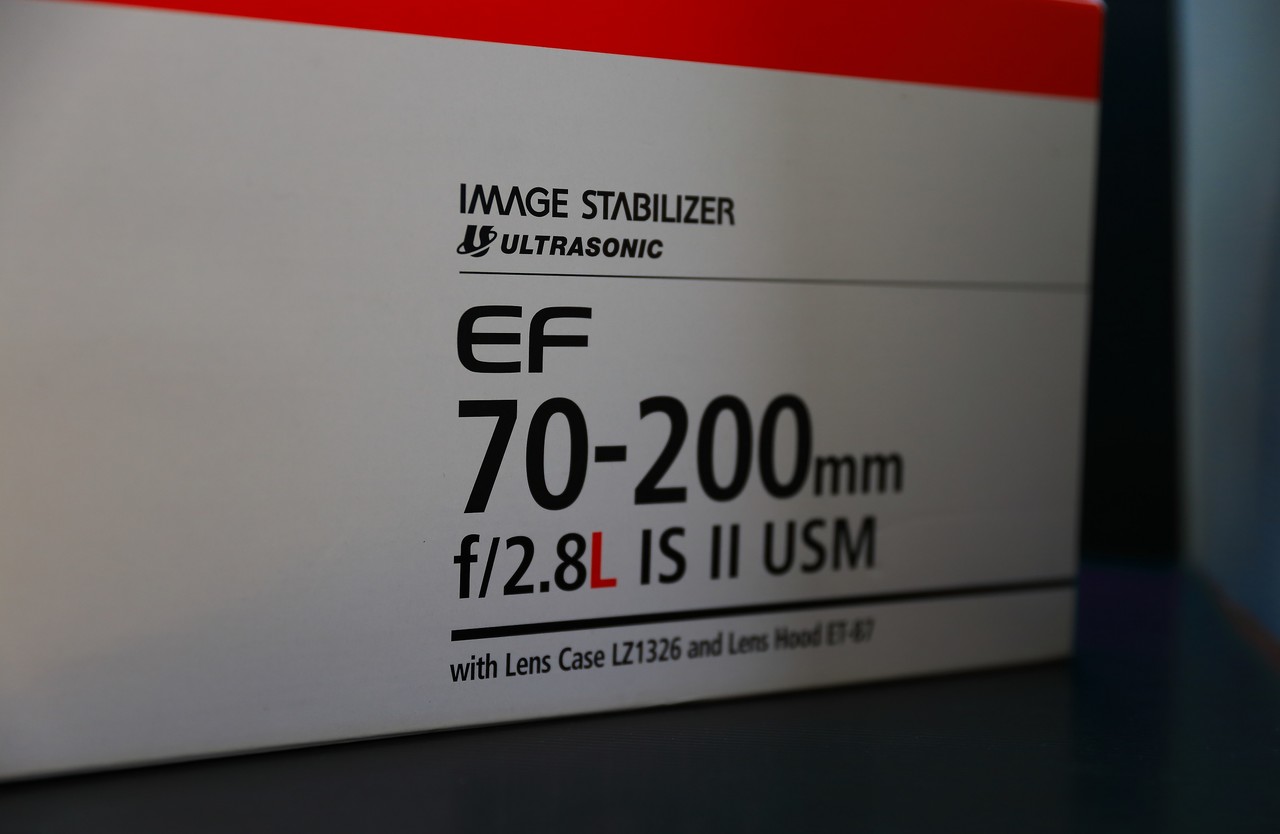 IMAGE STABILIZER
ULTRASONIC
EF
70-200mm
f/2.8L IS II USM
with Lens Case LZ1326 and Lens Hood ET-87